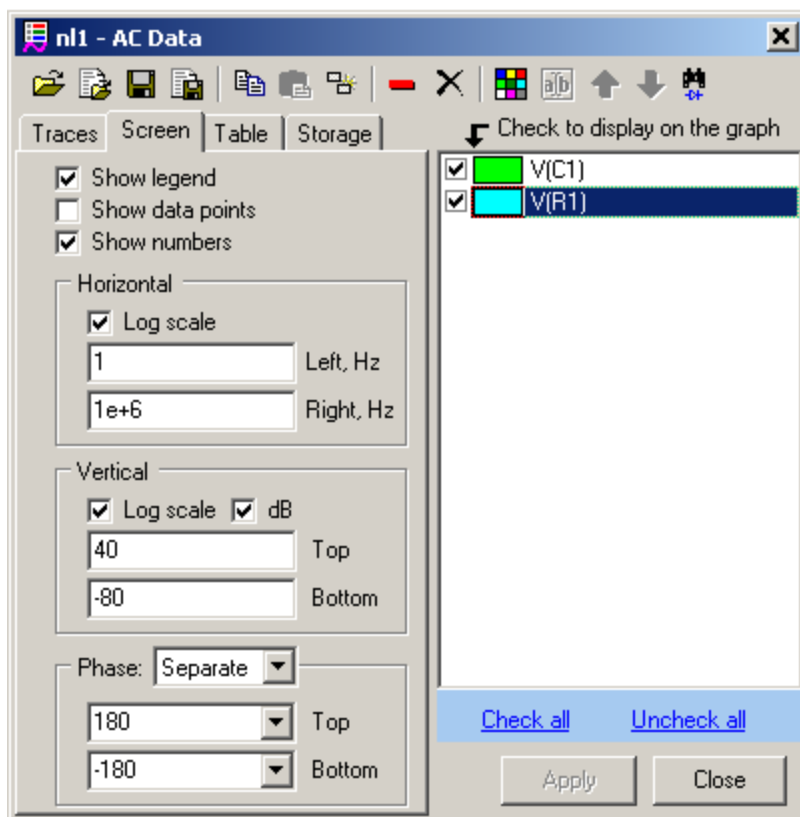 nl1 - AC Data
a|b
Traces
Screen
Table
Storage
Check to display on the graph
Show legend
Show data points
Show numbers
Horizontal
Log scale
1 Left, Hz
1e+6 Right, Hz
Vertical
Log scale dB
40 Top
-80 Bottom
Phase: Separate
180 Top
-180 Bottom
V(C1)
V(R1)
Check all Uncheck all
Apply Close